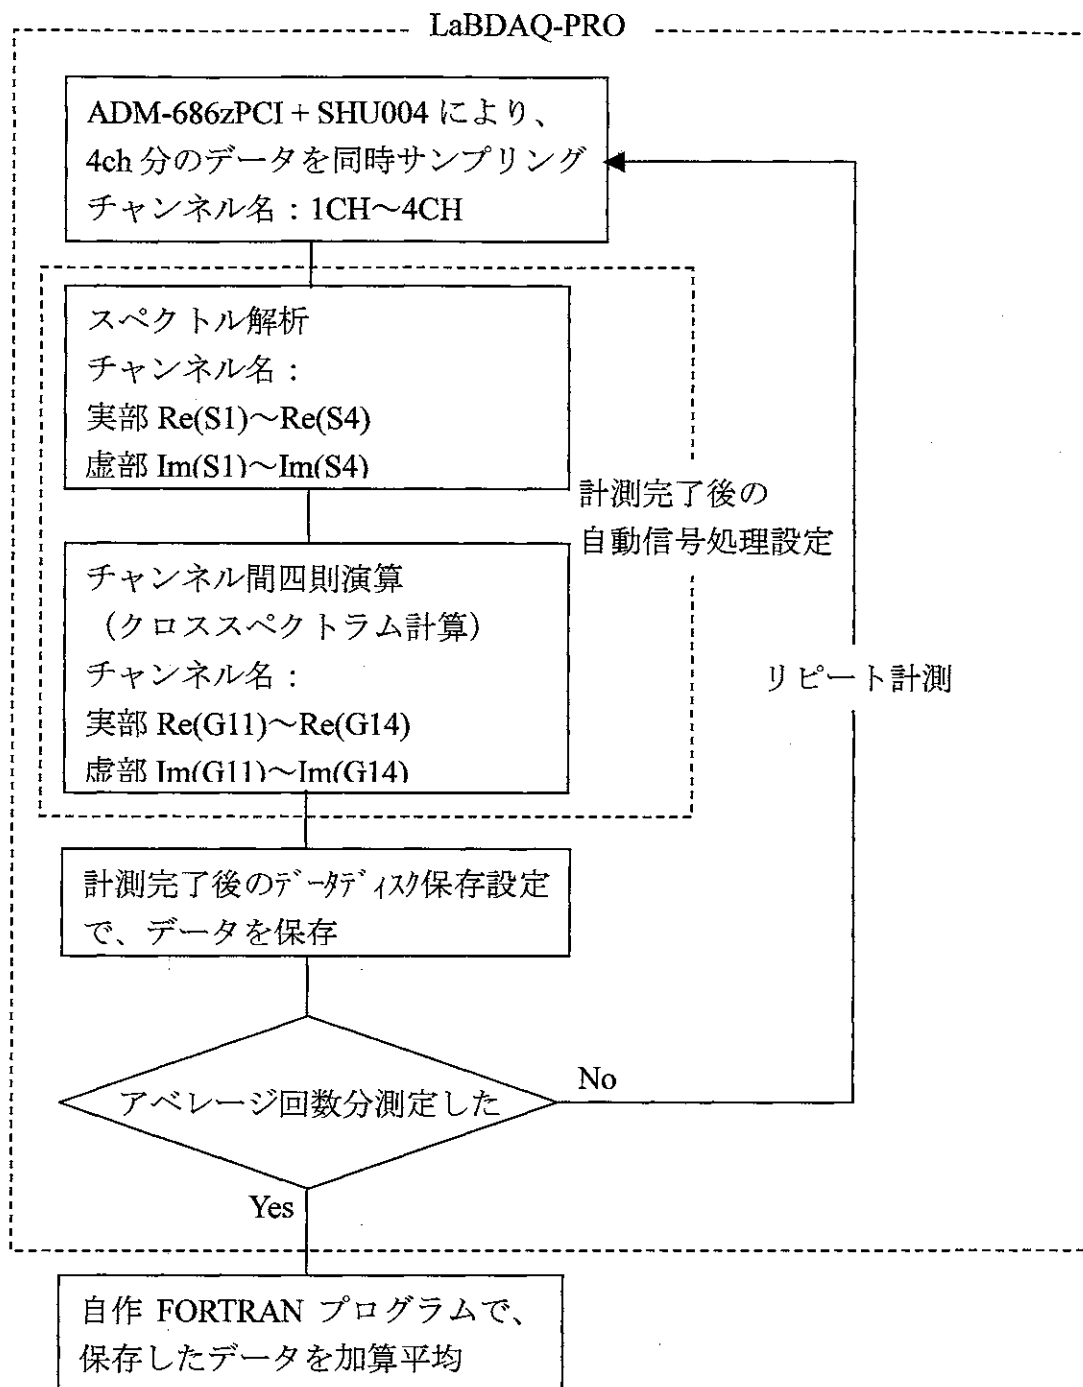 LaBDAQ-PRO
ADM-686zPCI + SHU004 により、
4ch 分のデータを同時サンプリング
チャンネル名：1CH～4CH
スペクトル解析
チャンネル名：
実部 Re(S1)～Re(S4)
虚部 Im(S1)～Im(S4)
計測完了後の
自動信号処理設定
チャンネル間四則演算
（クロススペクトラム計算）
チャンネル名：
実部 Re(G11)～Re(G14)
虚部 Im(G11)～Im(G14)
リピート計測
計測完了後のﾃﾞｰﾀﾃﾞｨｽｸ保存設定
で、データを保存
アベレージ回数分測定した
No
Yes
自作 FORTRAN プログラムで、
保存したデータを加算平均